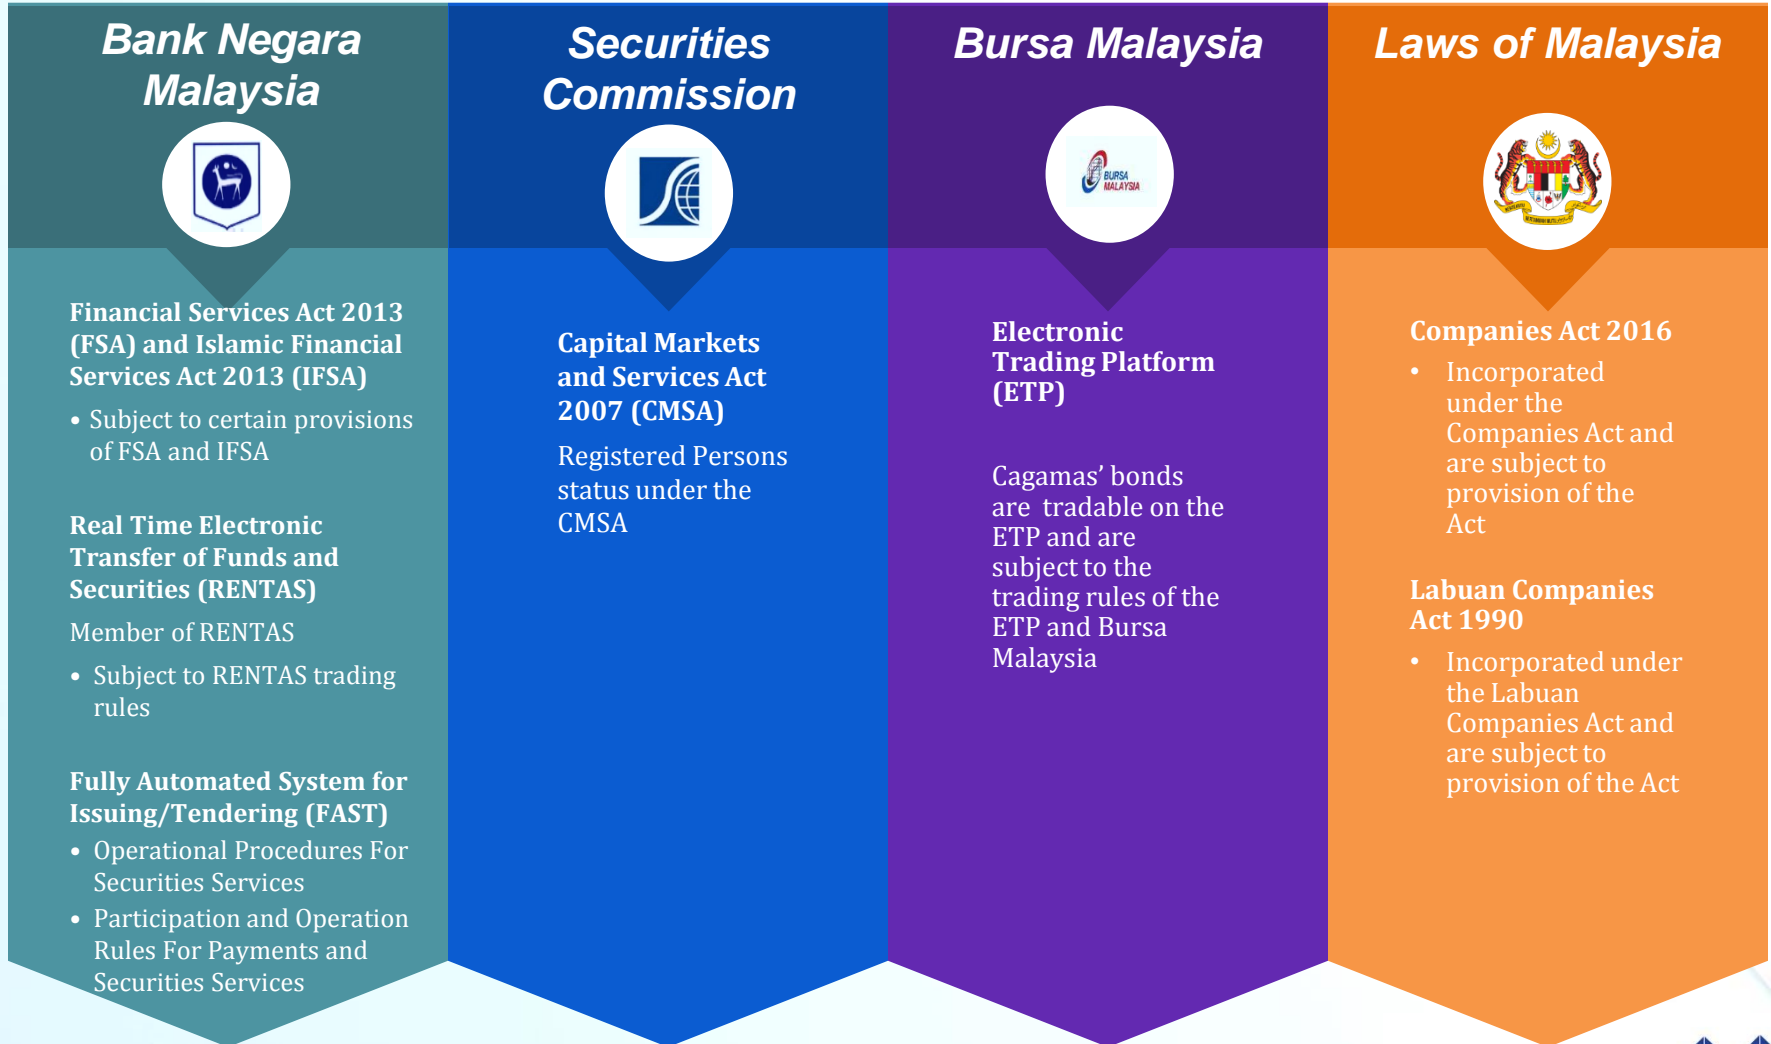 Bank Negara
Malaysia
Financial Services Act 2013
(FSA) and Islamic Financial
Services Act 2013 (IFSA)
• Subject to certain provisions
of FSA and IFSA
Real Time Electronic
Transfer of Funds and
Securities (RENTAS)
Member of RENTAS
• Subject to RENTAS trading
rules
Fully Automated System for
Issuing/Tendering (FAST)
• Operational Procedures For
Securities Services
• Participation and Operation
Rules For Payments and
Securities Services
Securities
Commission
Capital Markets
and Services Act
2007 (CMSA)
Registered Persons
status under the
CMSA
Bursa Malaysia
BURSA
MALAYSIA
Electronic
Trading Platform
(ETP)
Cagamas’ bonds
are tradable on the
ETP and are
subject to the
trading rules of the
ETP and Bursa
Malaysia
Laws of Malaysia
Companies Act 2016
• Incorporated
under the
Companies Act and
are subject to
provision of the
Act
Labuan Companies
Act 1990
• Incorporated under
the Labuan
Companies Act and
are subject to
provision of the Act